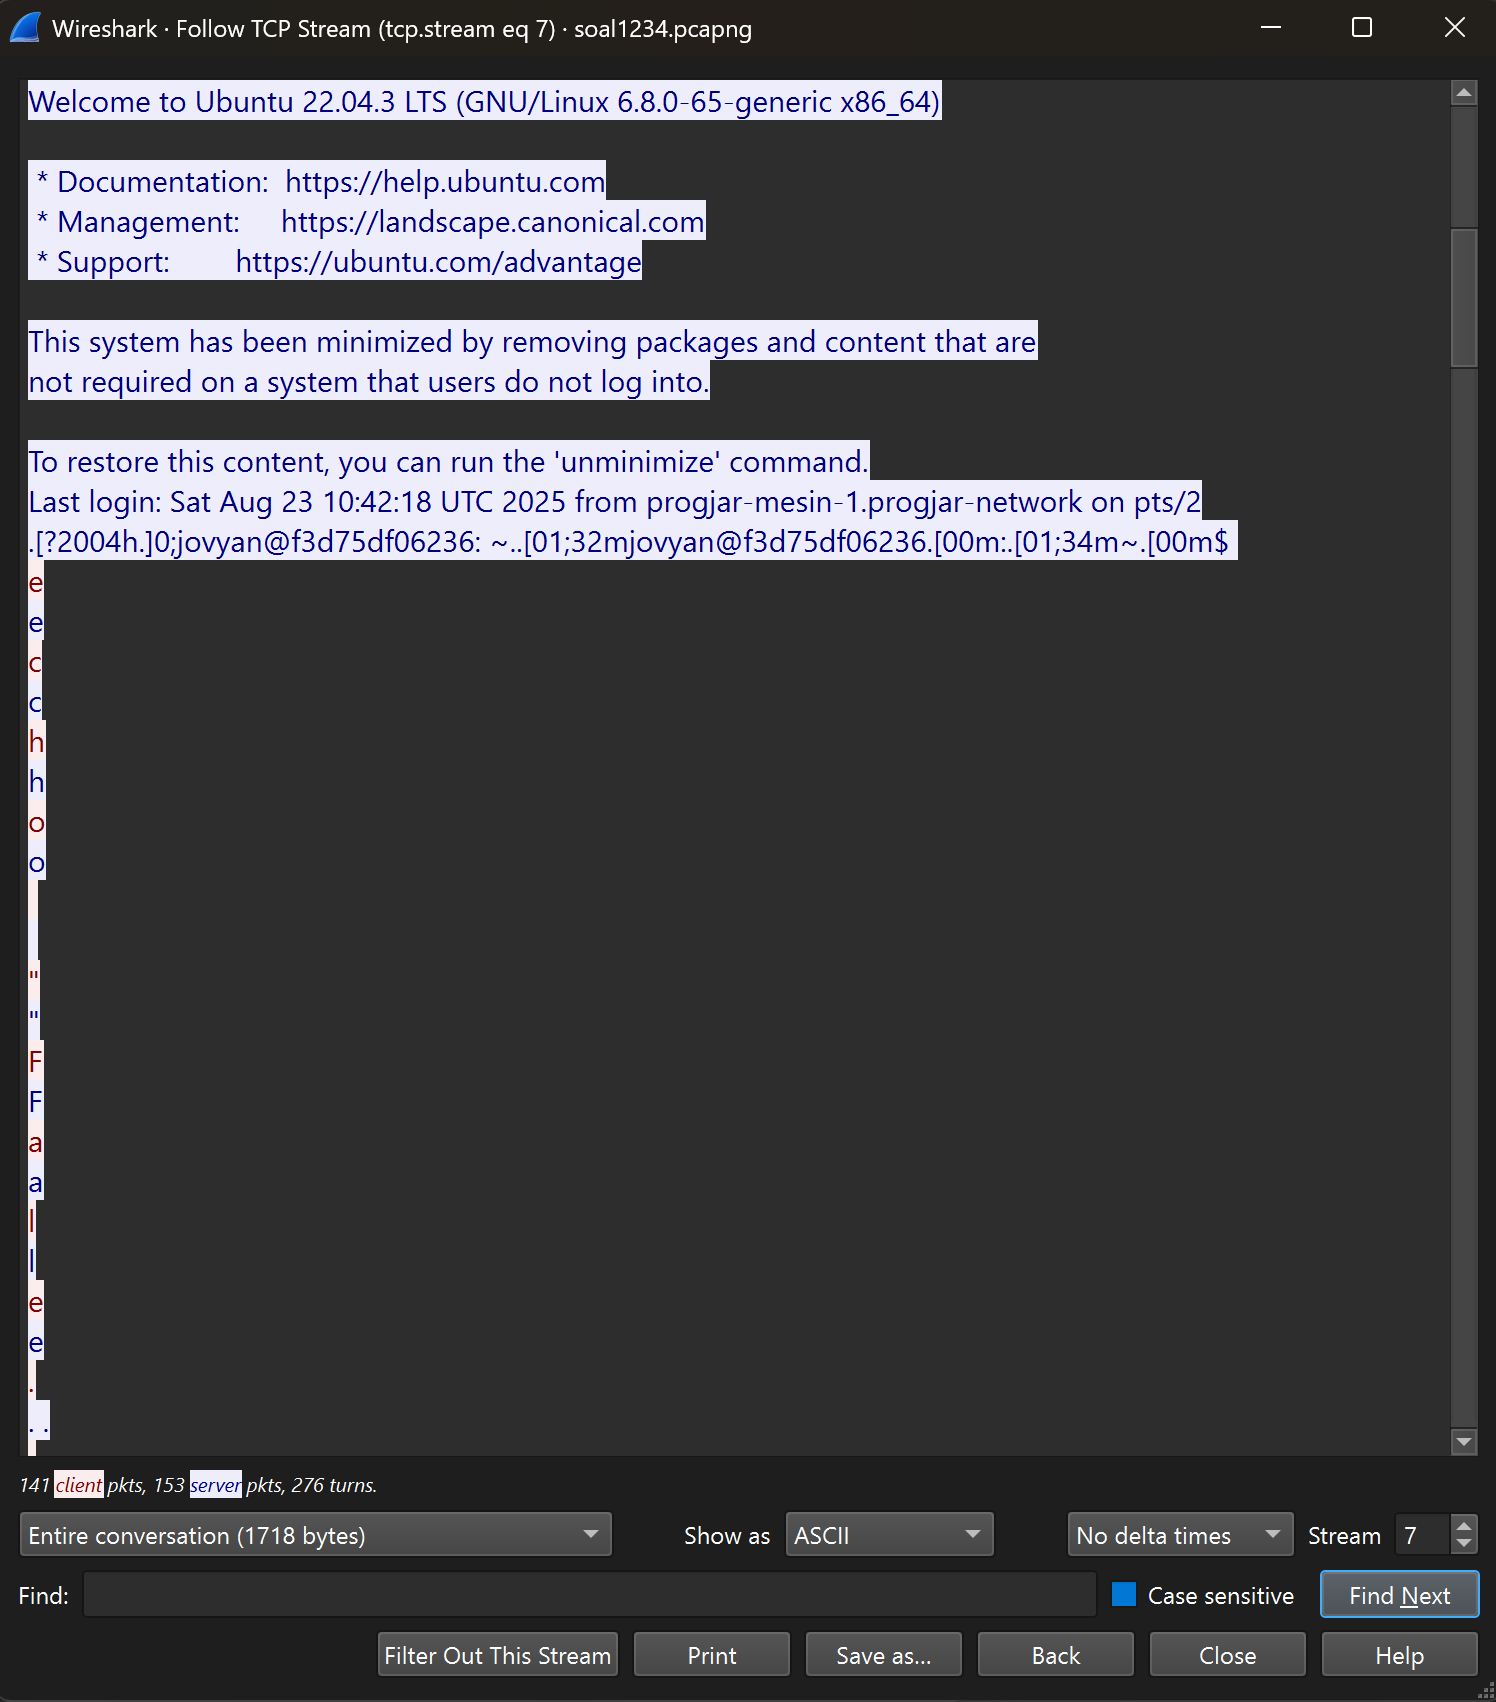 Wireshark · Follow TCP Stream (tcp.stream eq 7) · soal1234.pcapng
Welcome to Ubuntu 22.04.3 LTS (GNU/Linux 6.8.0-65-generic x86_64)
* Documentation:  https://help.ubuntu.com
* Management:     https://landscape.canonical.com
* Support:        https://ubuntu.com/advantage
This system has been minimized by removing packages and content that are
not required on a system that users do not log into.
To restore this content, you can run the 'unminimize' command.
Last login: Sat Aug 23 10:42:18 UTC 2025 from progjar-mesin-1.progjar-network on pts/2
.[?2004h.]0;jovyan@f3d75df06236: ~..[01;32mjovyan@f3d75df06236.[00m:.[01;34m~.[00m$
e
e
c
c
h
h
o
o
"
"
F
F
a
a
l
l
e
e
.
. .
141 client pkts, 153 server pkts, 276 turns.
Entire conversation (1718 bytes) Show as ASCII No delta times Stream 7
Find: Case sensitive Find Next
Filter Out This Stream Print Save as... Back Close Help